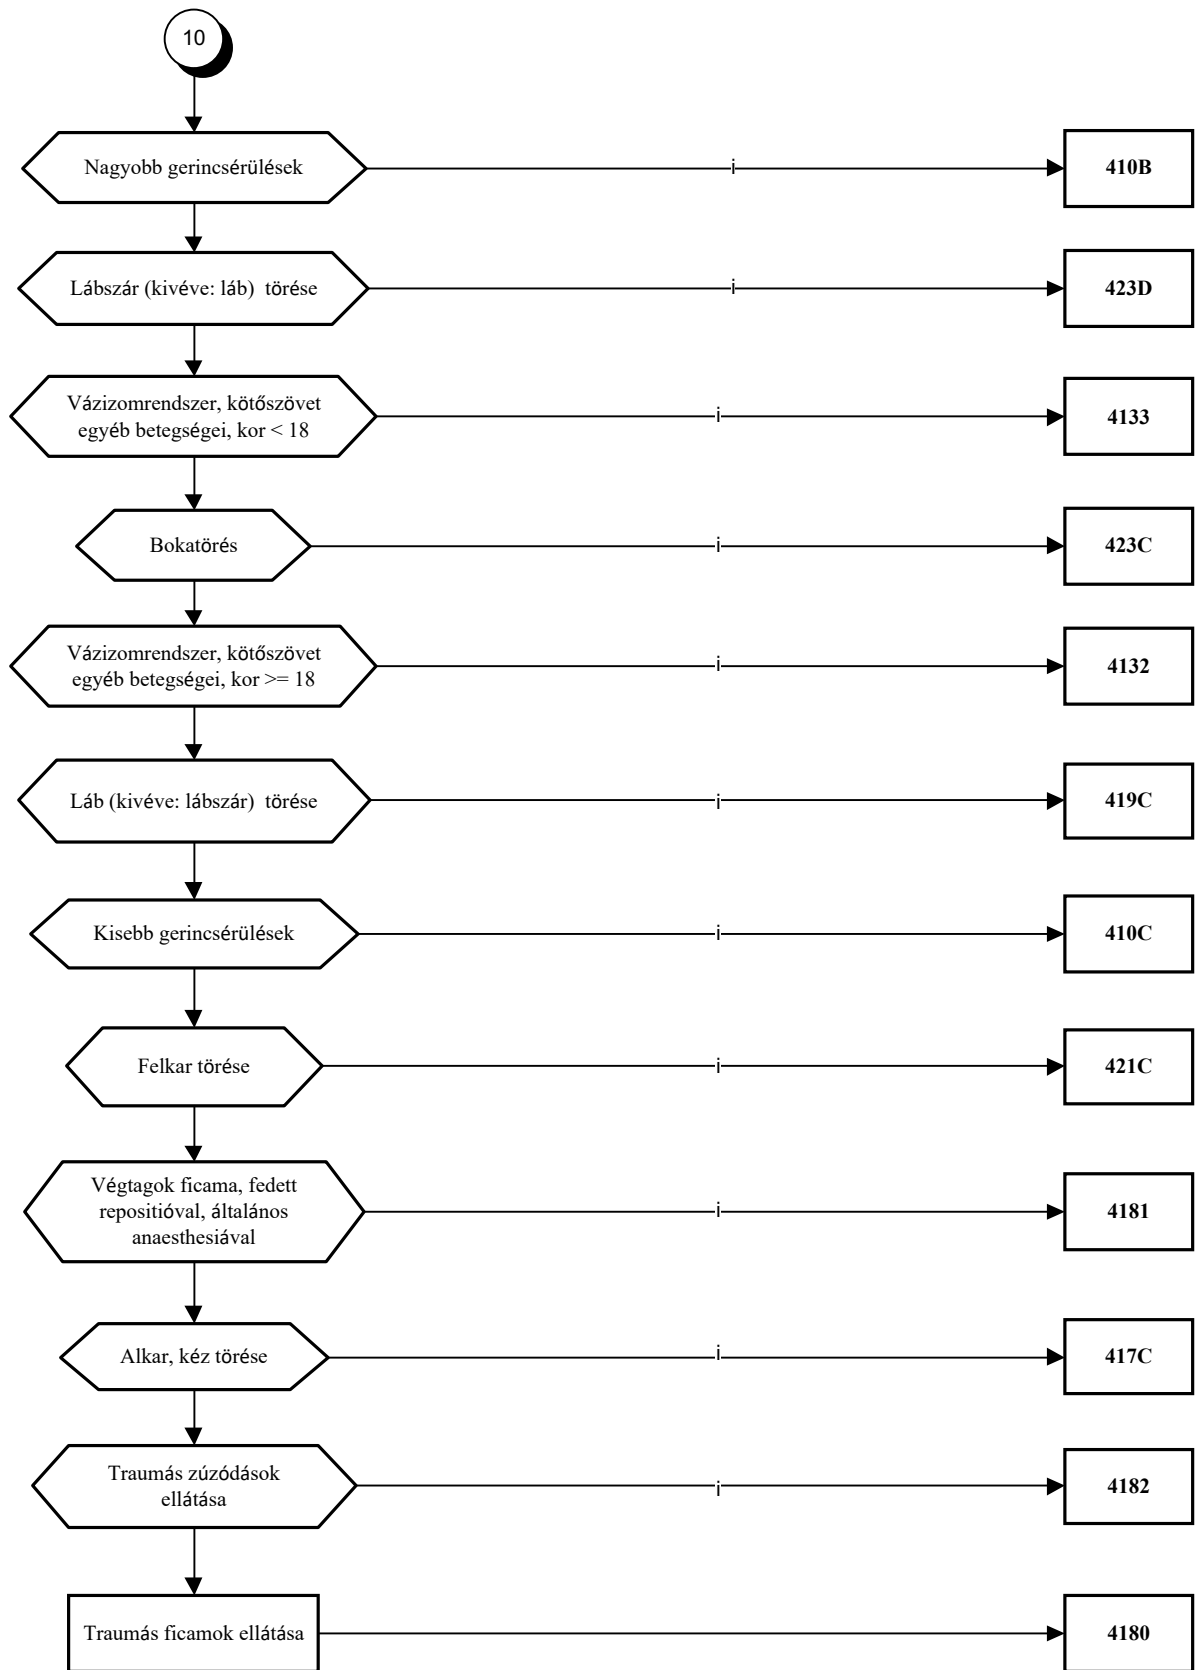 10
Nagyobb gerincsérülések
i
410B
Lábszár (kivéve: láb) törése
i
423D
Vázizomrendszer, kötőszövet
egyéb betegségei, kor < 18
i
4133
Bokatörés
i
423C
Vázizomrendszer, kötőszövet
egyéb betegségei, kor >= 18
i
4132
Láb (kivéve: lábszár) törése
i
419C
Kisebb gerincsérülések
i
410C
Felkar törése
i
421C
Végtagok ficama, fedett
repositióval, általános
anaesthesiával
i
4181
Alkar, kéz törése
i
417C
Traumás zúzódások
ellátása
i
4182
Traumás ficamok ellátása
4180